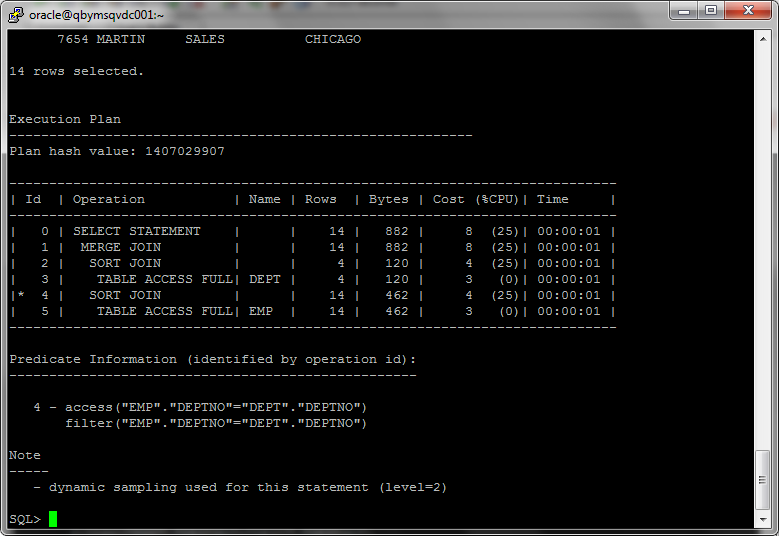 oracle@qbymsqvdc001:~
      7654 MARTIN     SALES          CHICAGO
14 rows selected.
Execution Plan
----------------------------------------------------------
Plan hash value: 1407029907
----------------------------------------------------------------------------
| Id  | Operation           | Name | Rows  | Bytes | Cost (%CPU)| Time     |
----------------------------------------------------------------------------
|   0 | SELECT STATEMENT    |      |    14 |   882 |     8  (25)| 00:00:01 |
|   1 |  MERGE JOIN         |      |    14 |   882 |     8  (25)| 00:00:01 |
|   2 |   SORT JOIN         |      |     4 |   120 |     4  (25)| 00:00:01 |
|   3 |    TABLE ACCESS FULL| DEPT |     4 |   120 |     3   (0)| 00:00:01 |
|*  4 |   SORT JOIN         |      |    14 |   462 |     4  (25)| 00:00:01 |
|   5 |    TABLE ACCESS FULL| EMP  |    14 |   462 |     3   (0)| 00:00:01 |
----------------------------------------------------------------------------
Predicate Information (identified by operation id):
---------------------------------------------------
   4 - access("EMP"."DEPTNO"="DEPT"."DEPTNO")
       filter("EMP"."DEPTNO"="DEPT"."DEPTNO")
Note
-----
   - dynamic sampling used for this statement (level=2)
SQL>